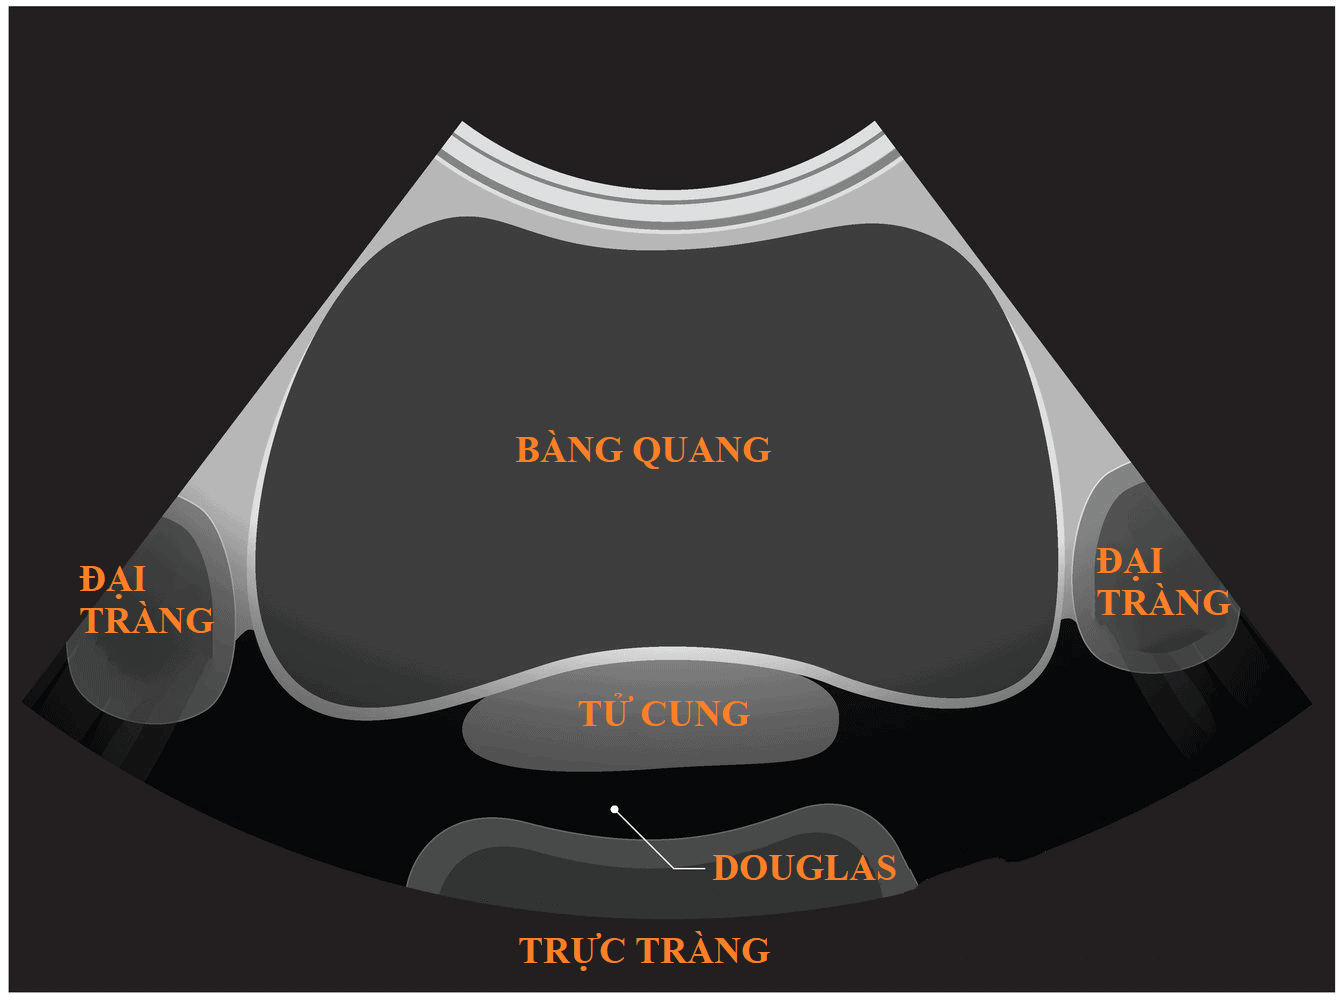 BÀNG QUANG
ĐẠI
TRÀNG
ĐẠI
TRÀNG
TỬ CUNG
DOUGLAS
TRỰC TRÀNG